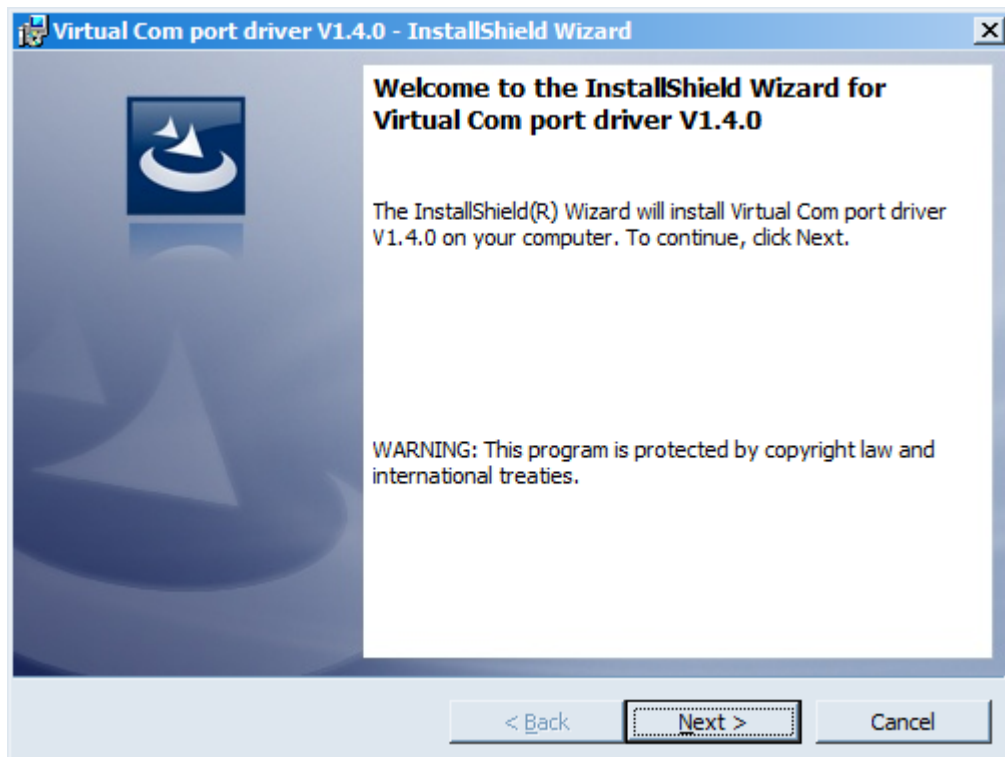 Virtual Com port driver V1.4.0 - InstallShield Wizard
Welcome to the InstallShield Wizard for
Virtual Com port driver V1.4.0
The InstallShield(R) Wizard will install Virtual Com port driver
V1.4.0 on your computer. To continue, click Next.
WARNING: This program is protected by copyright law and
international treaties.
< Back Next > Cancel